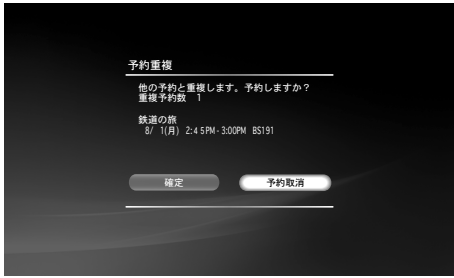 予約重複
他の予約と重複します。予約しますか？
重複予約数 1
鉄道の旅
8/ 1(月) 2:45PM-3:00PM BS191
確定 予約取消